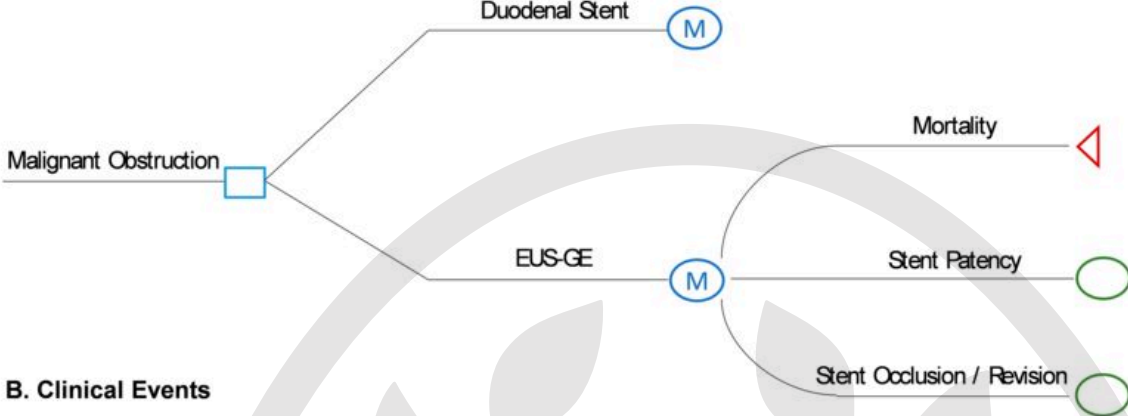 Duodenal Stent
M
Mortality
Malignant Obstruction
EUS-GE
M
Stent Patency
Stent Occlusion / Revision
B. Clinical Events